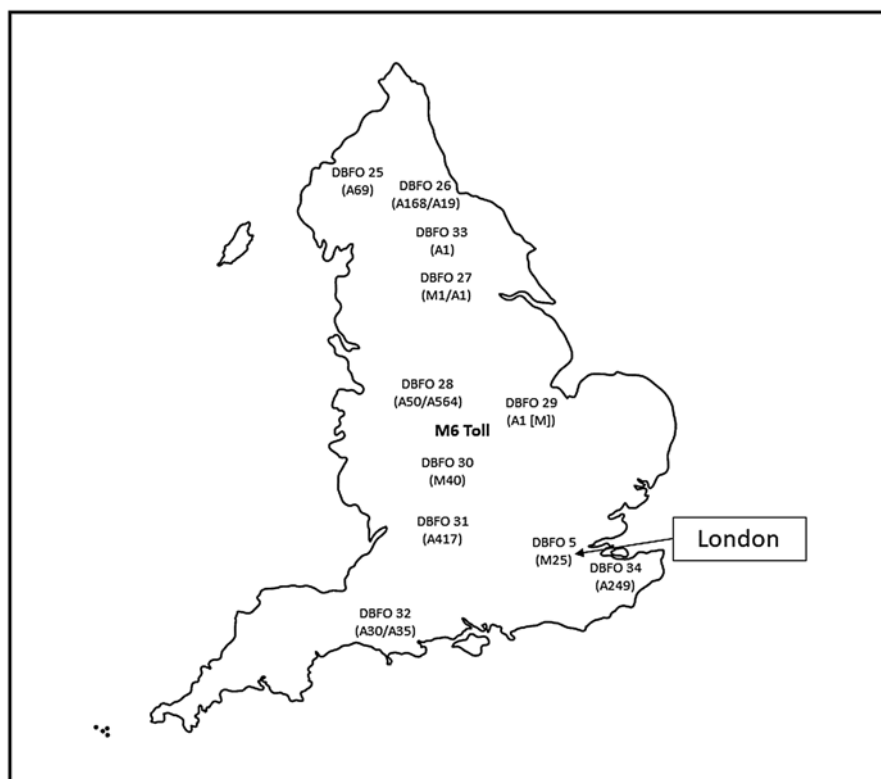 DBFO 25
(A69)
DBFO 26
(A168/A19)
DBFO 33
(A1)
DBFO 27
(M1/A1)
DBFO 28
(A50/A564)
DBFO 29
(A1 [M])
M6 Toll
DBFO 30
(M40)
DBFO 31
(A417)
DBFO 5
(M25)
London
DBFO 34
(A249)
DBFO 32
(A30/A35)